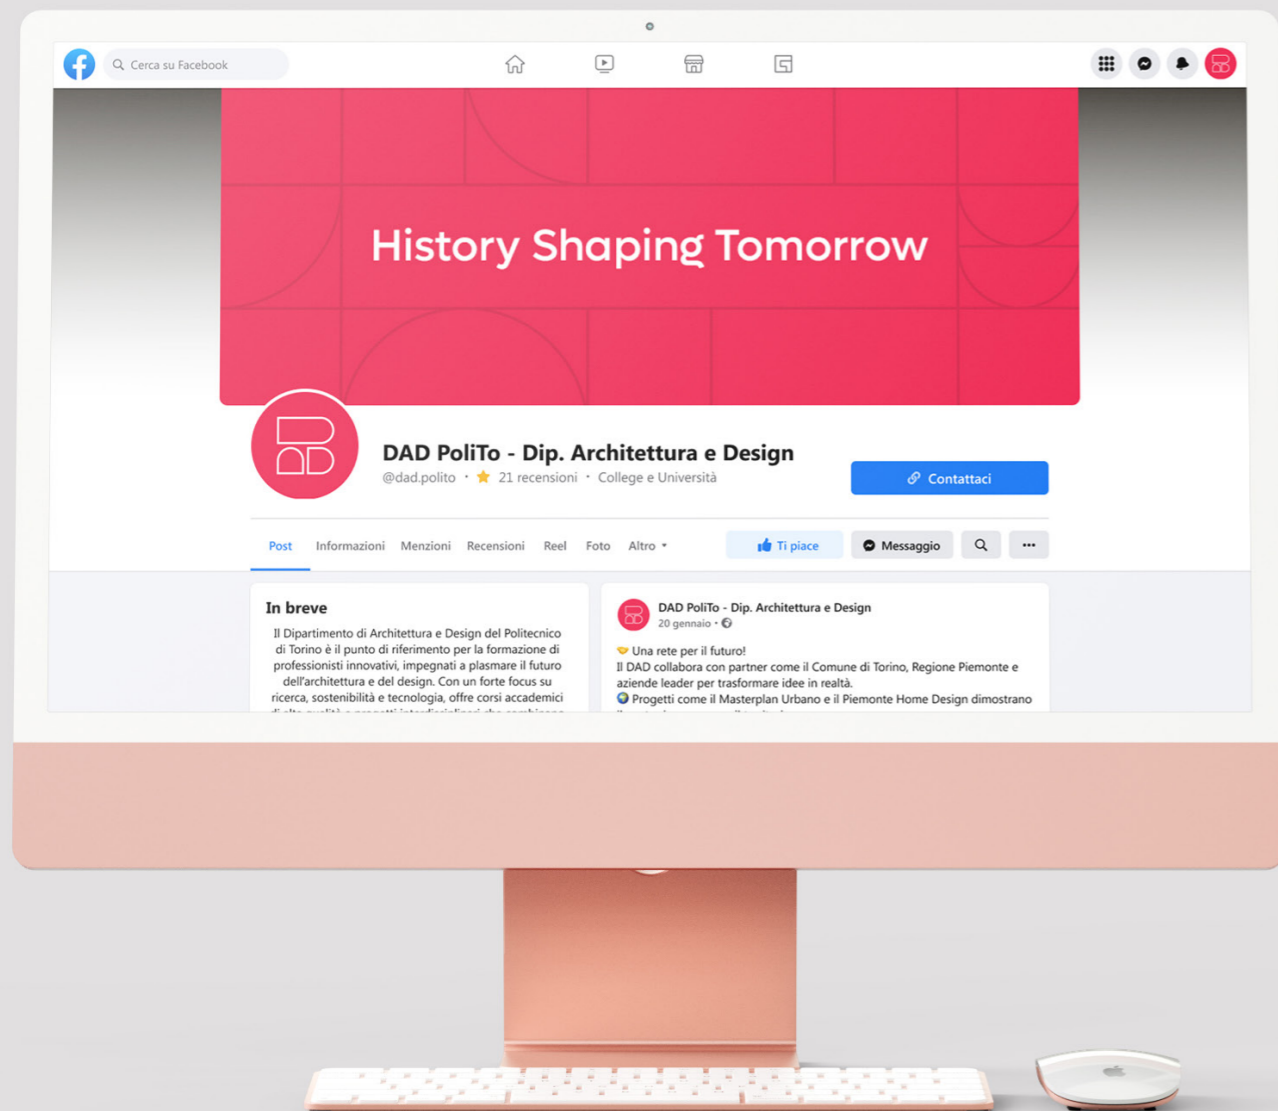 Cerca su Facebook
History Shaping Tomorrow
DAD PoliTo - Dip. Architettura e Design
@dad.polito · 21 recensioni · College e Università
Contattaci
Post Informazioni Menzioni Recensioni Reel Foto Altro
Ti piace Messaggio
In breve
Il Dipartimento di Architettura e Design del Politecnico
di Torino è il punto di riferimento per la formazione di
professionisti innovativi, impegnati a plasmare il futuro
dell'architettura e del design. Con un forte focus su
ricerca, sostenibilità e tecnologia, offre corsi accademici
DAD PoliTo - Dip. Architettura e Design
20 gennaio
Una rete per il futuro!
Il DAD collabora con partner come il Comune di Torino, Regione Piemonte e
aziende leader per trasformare idee in realtà.
Progetti come il Masterplan Urbano e il Piemonte Home Design dimostrano